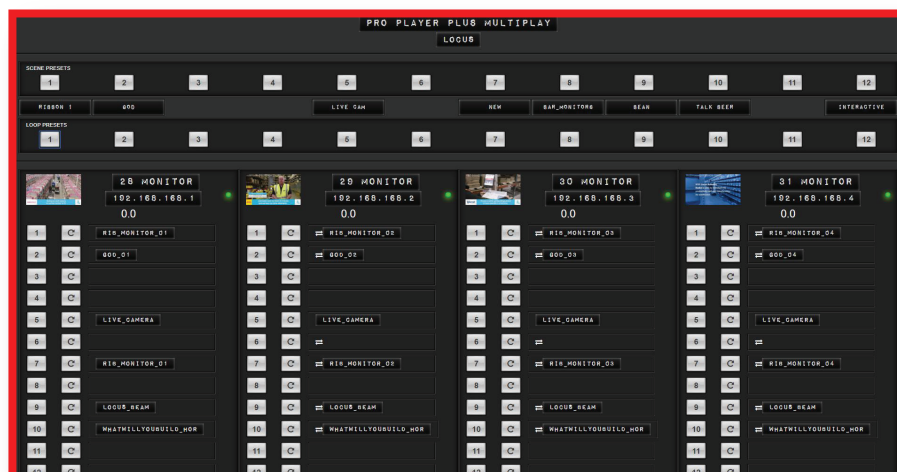 PRO PLAYER PLUS MULTIPLAY
LOCUS
SCENE PRESETS
1 2 3 4 5 6 7 8 9 10 11 12
RIBBON 1 GOD LIVE CAM NEW BAR_MONITORS BEAM TALK BEER INTERACTIVE
LOOP PRESETS
1 2 3 4 5 6 7 8 9 10 11 12
28 MONITOR
192.168.168.1
0.0
1 RIB_MONITOR_01
2 GOD_01
3
4
5 LIVE_CAMERA
6
7 RIB_MONITOR_01
8
9 LOCUS_BEAM
10 WHATWILLYOUBUILD_HOR
11
12
29 MONITOR
192.168.168.2
0.0
1 RIB_MONITOR_02
2 GOD_02
3
4
5 LIVE_CAMERA
6
7 RIB_MONITOR_02
8
9 LOCUS_BEAM
10 WHATWILLYOUBUILD_HOR
11
12
30 MONITOR
192.168.168.3
0.0
1 RIB_MONITOR_03
2 GOD_03
3
4
5 LIVE_CAMERA
6
7 RIB_MONITOR_03
8
9 LOCUS_BEAM
10 WHATWILLYOUBUILD_HOR
11
12
31 MONITOR
192.168.168.4
0.0
1 RIB_MONITOR_04
2 GOD_04
3
4
5 LIVE_CAMERA
6
7 RIB_MONITOR_04
8
9 LOCUS_BEAM
10 WHATWILLYOUBUILD_HOR
11
12